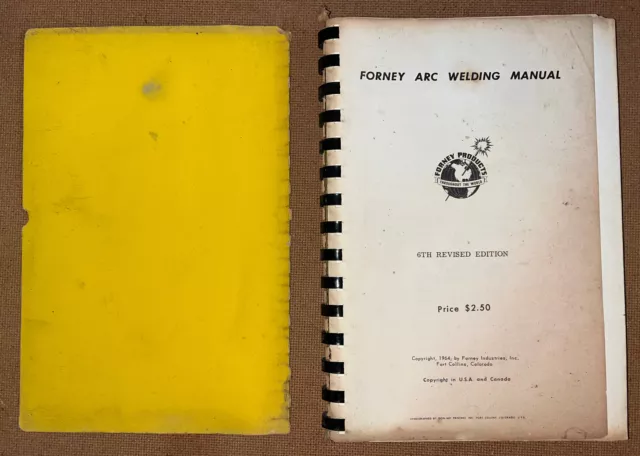 FORNEY ARC WELDING MANUAL
FORNEY PRODUCTS
THROUGHOUT THE WORLD
6TH REVISED EDITION
Price $2.50
Copyright, 1964, by Forney Industries, Inc.
Fort Collins, Colorado
Copyright in U.S.A. and Canada